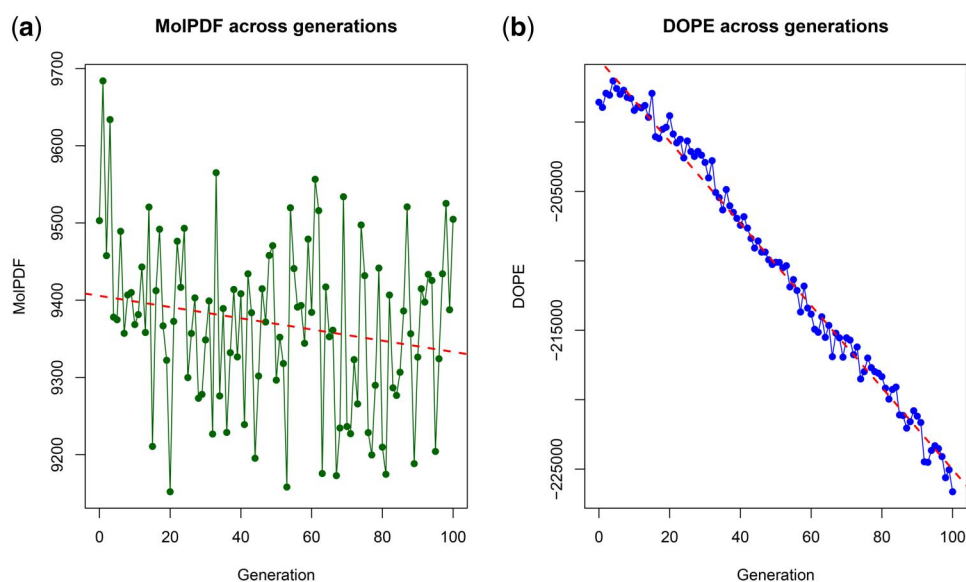 (a) MolPDF across generations
MolPDF
9700
9600
9500
9400
9300
9200
0 20 40 60 80 100
Generation
(b) DOPE across generations
DOPE
−205000
−215000
−225000
0 20 40 60 80 100
Generation